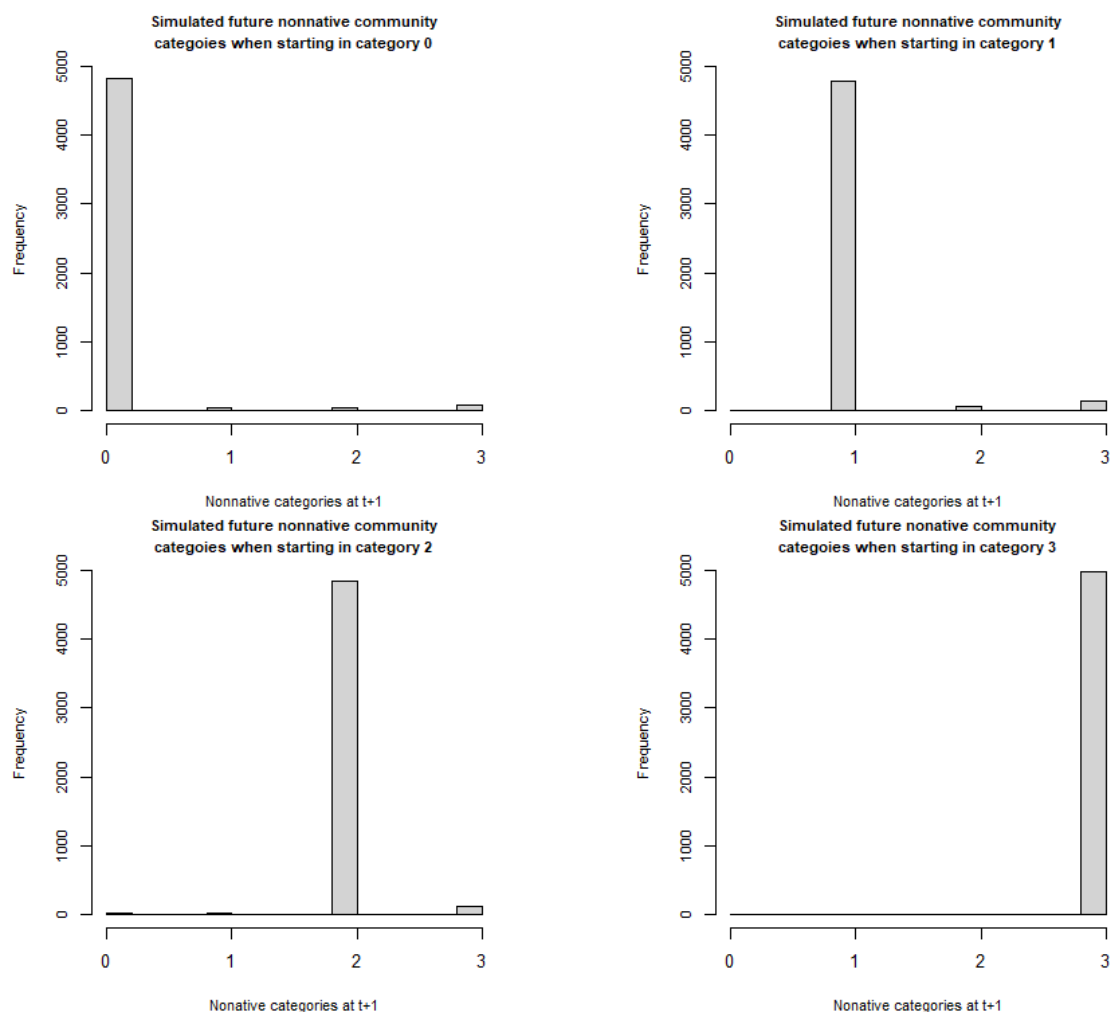 Simulated future nonnative community
categoies when starting in category 0
Frequency
5000
4000
3000
2000
1000
0
0 1 2 3
Nonnative categories at t+1
Simulated future nonnative community
categoies when starting in category 1
Frequency
5000
4000
3000
2000
1000
0
0 1 2 3
Nonative categories at t+1
Simulated future nonnative community
categoies when starting in category 2
Frequency
5000
4000
3000
2000
1000
0
0 1 2 3
Nonative categories at t+1
Simulated future nonative community
categoies when starting in category 3
Frequency
5000
4000
3000
2000
1000
0
0 1 2 3
Nonative categories at t+1